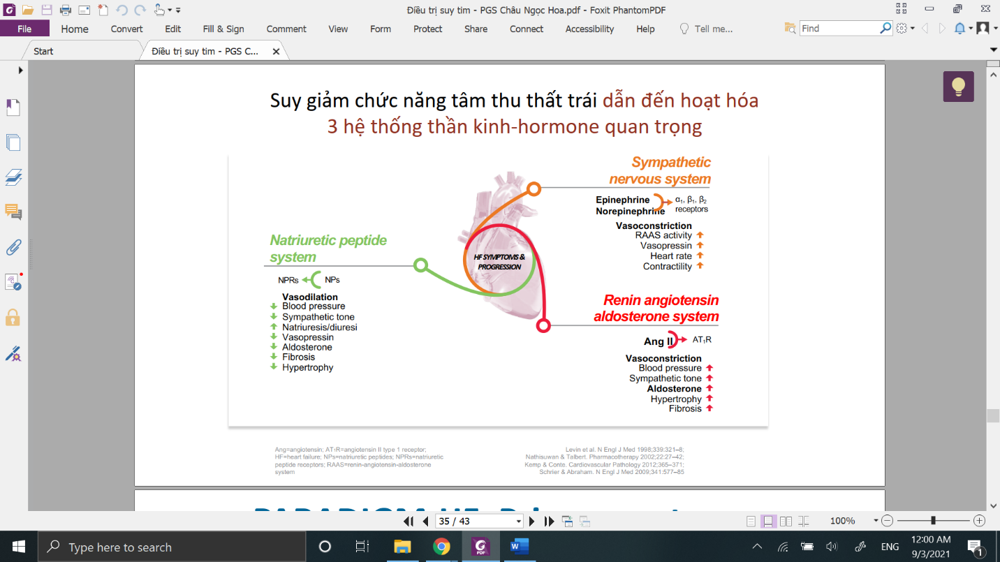 Điều trị suy tim - PGS Châu Ngọc Hoa.pdf - Foxit PhantomPDF
File Home Convert Edit Fill & Sign Comment View Form Protect Share Connect Accessibility Help Tell me... Find
Start Điều trị suy tim - PGS C...
Suy giảm chức năng tâm thu thất trái dẫn đến hoạt hóa
3 hệ thống thần kinh-hormone quan trọng
Sympathetic
nervous system
Epinephrine
Norepinephrine
α₁, β₁, β₂
receptors
Vasoconstriction
RAAS activity
Vasopressin
Heart rate
Contractility
Natriuretic peptide
system
NPRs NPs
Vasodilation
Blood pressure
Sympathetic tone
Natriuresis/diuresi
Vasopressin
Aldosterone
Fibrosis
Hypertrophy
HF SYMPTOMS &
PROGRESSION
Renin angiotensin
aldosterone system
Ang II AT₁R
Vasoconstriction
Blood pressure
Sympathetic tone
Aldosterone
Hypertrophy
Fibrosis
Ang=angiotensin; AT₁R=angiotensin II type 1 receptor;
HF=heart failure; NPs=natriuretic peptides; NPRs=natriuretic
peptide receptors; RAAS=renin-angiotensin-aldosterone
system
Levin et al. N Engl J Med 1998;339:321–8;
Nathisuwan & Talbert. Pharmacotherapy 2002;22:27–42;
Kemp & Conte. Cardiovascular Pathology 2012;365–371;
Schrier & Abraham. N Engl J Med 2009;341:577–85
35 / 43
100%
Type here to search
PDF
W
ENG
12:00 AM
9/3/2021
1